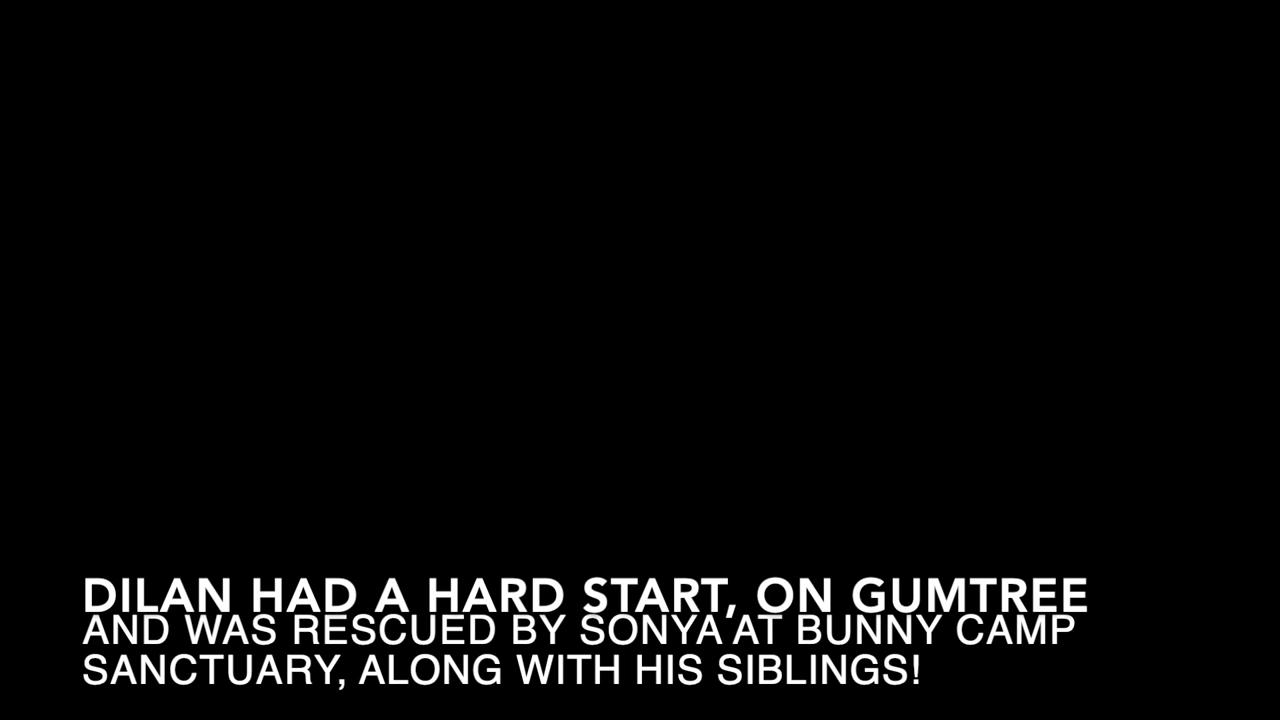 DILAN HAD A HARD START, ON GUMTREE
AND WAS RESCUED BY SONYA AT BUNNY CAMP
SANCTUARY, ALONG WITH HIS SIBLINGS!